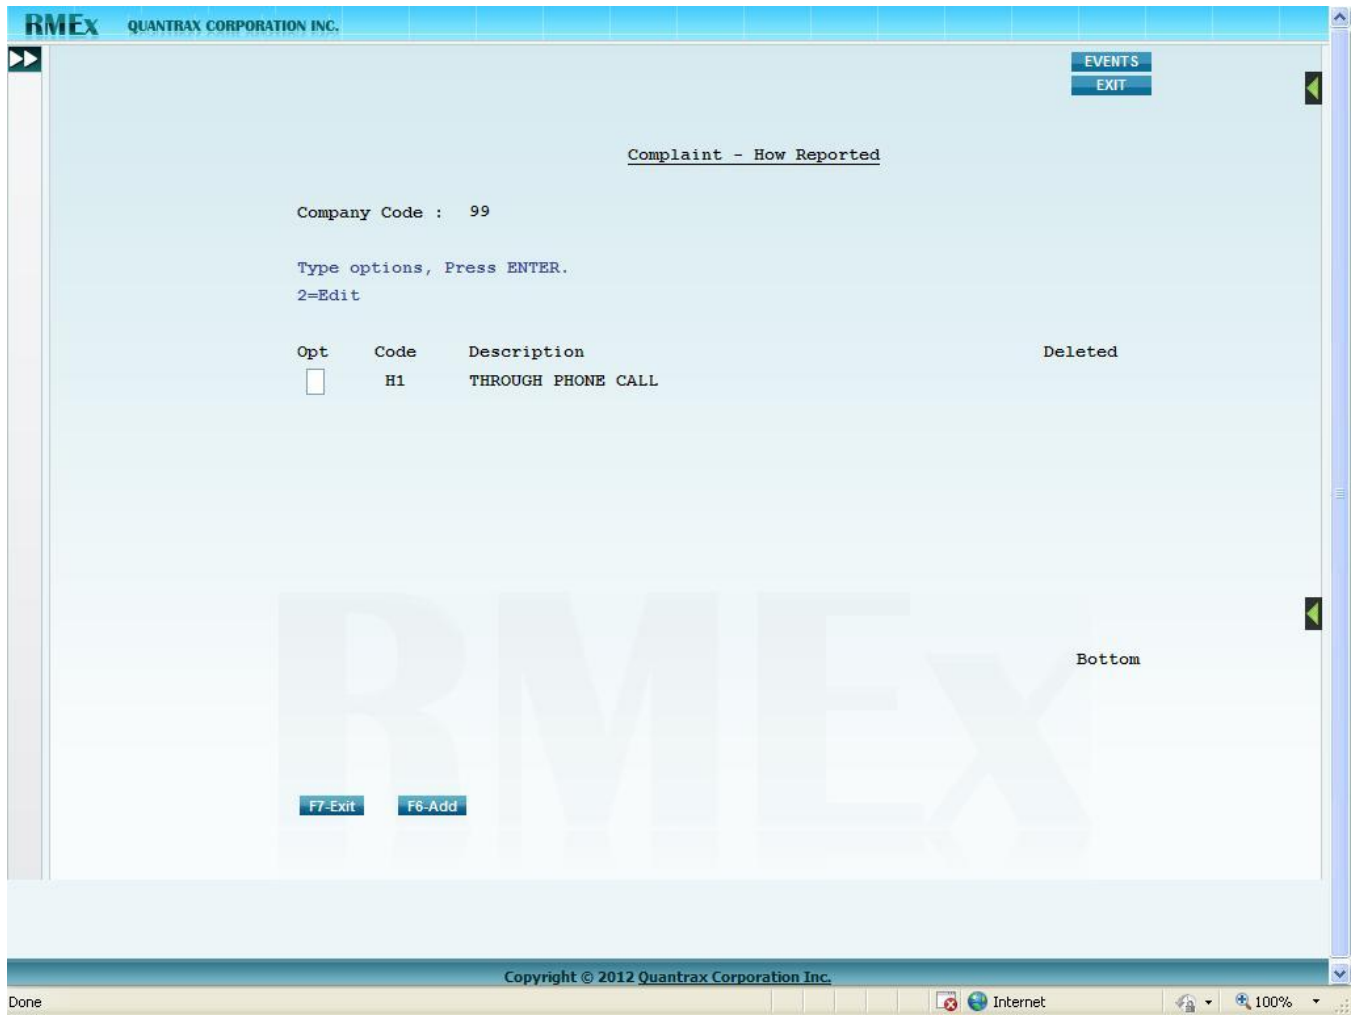 RMEx QUANTRAX CORPORATION INC.
EVENTS
EXIT
Complaint - How Reported
Company Code : 99
Type options, Press ENTER.
2=Edit
Opt Code Description Deleted
H1 THROUGH PHONE CALL
RMEx
Bottom
F7-Exit F6-Add
Copyright © 2012 Quantrax Corporation Inc.
Done Internet 100%